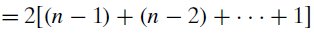 = 2[(n − 1) + (n − 2) + · · · + 1]